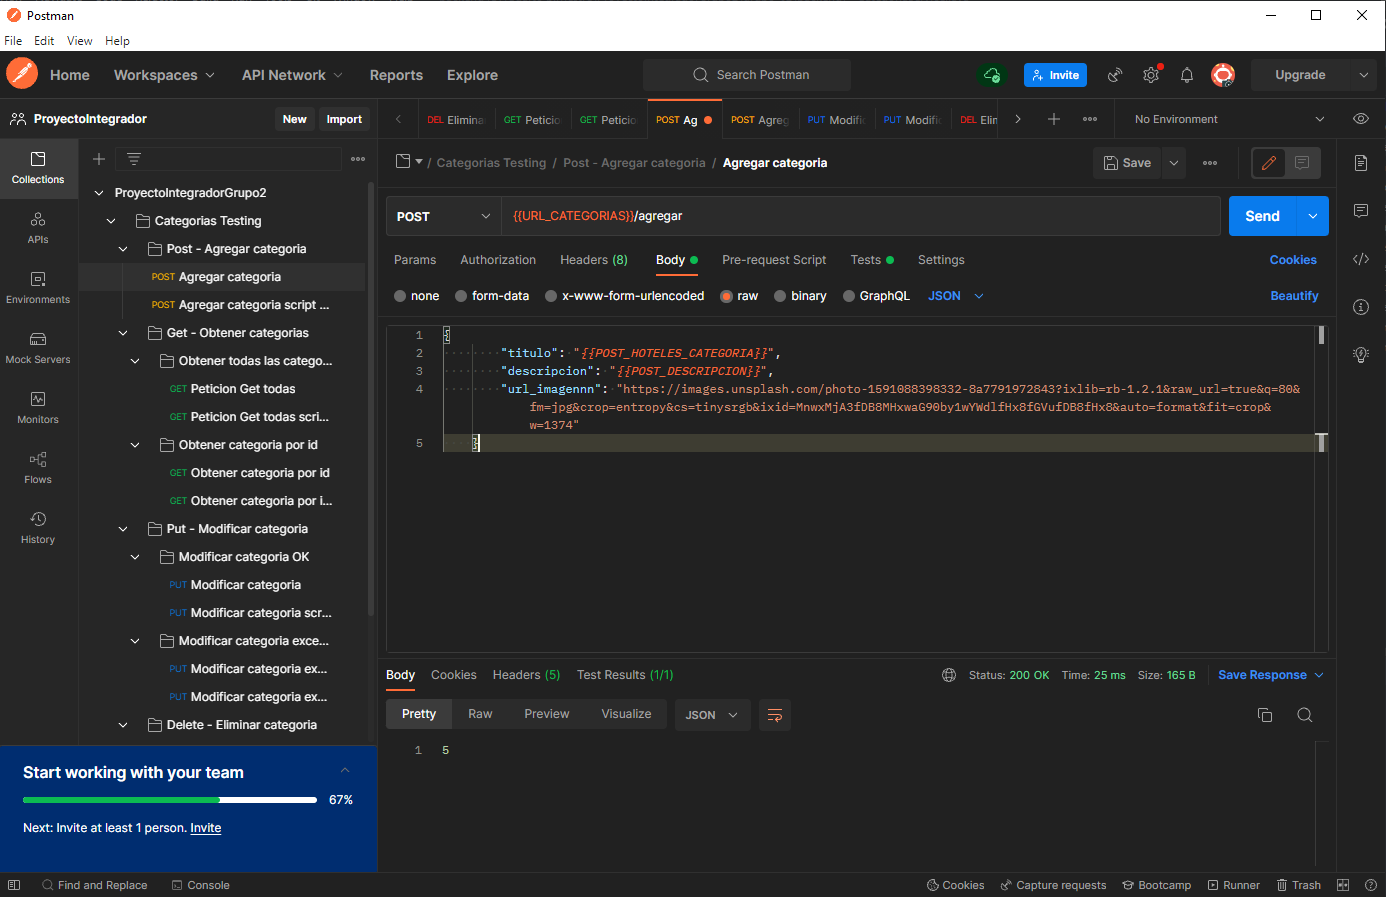 Postman
File Edit View Help
Home Workspaces API Network Reports Explore Search Postman Invite Upgrade
ProyectoIntegrador New Import
DEL Elimina GET Peticio GET Peticio POST Ag POST Agreg PUT Modific PUT Modific DEL Elim No Environment
Collections
APIs
Environments
Mock Servers
Monitors
Flows
History
ProyectoIntegradorGrupo2
Categorias Testing
Post - Agregar categoria
POST Agregar categoria
POST Agregar categoria script ...
Get - Obtener categorias
Obtener todas las catego...
GET Peticion Get todas
GET Peticion Get todas scri...
Obtener categoria por id
GET Obtener categoria por id
GET Obtener categoria por i...
Put - Modificar categoria
Modificar categoria OK
PUT Modificar categoria
PUT Modificar categoria scr...
Modificar categoria exce...
PUT Modificar categoria ex...
PUT Modificar categoria ex...
Delete - Eliminar categoria
Start working with your team
67%
Next: Invite at least 1 person. Invite
/ Categorias Testing / Post - Agregar categoria / Agregar categoria Save
POST {{URL_CATEGORIAS}}/agregar Send
Params Authorization Headers (8) Body Pre-request Script Tests Settings Cookies
none form-data x-www-form-urlencoded raw binary GraphQL JSON Beautify
1 {
2 "titulo": "{{POST_HOTELES_CATEGORIA}}",
3 "descripcion": "{{POST_DESCRIPCION}}",
4 "url_imagennn": "https://images.unsplash.com/photo-1591088398332-8a7791972843?ixlib=rb-1.2.1&raw_url=true&q=80&
fm=jpg&crop=entropy&cs=tinysrgb&ixid=MnwxMjA3fDB8MHxwaG90by1wYWdlfHx8fGVufDB8fHx8&auto=format&fit=crop&
w=1374"
5 }
Body Cookies Headers (5) Test Results (1/1) Status: 200 OK Time: 25 ms Size: 165 B Save Response
Pretty Raw Preview Visualize JSON
1 5
Find and Replace Console Cookies Capture requests Bootcamp Runner Trash